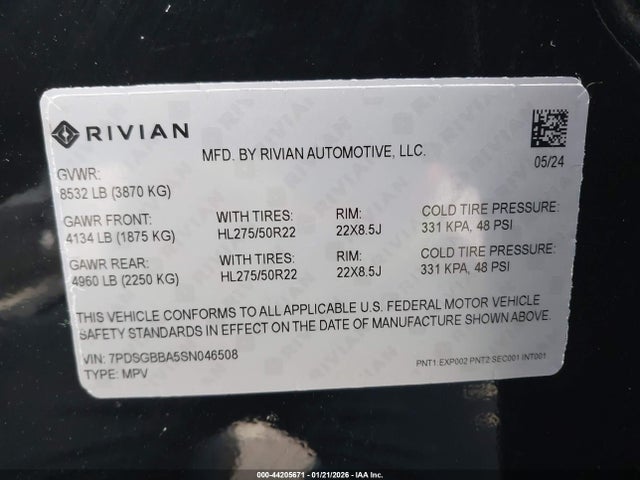 RIVIAN
MFD. BY RIVIAN AUTOMOTIVE, LLC.
05/24
GVWR:
8532 LB (3870 KG)
GAWR FRONT: WITH TIRES: RIM: COLD TIRE PRESSURE:
4134 LB (1875 KG) HL275/50R22 22X8.5J 331 KPA, 48 PSI
GAWR REAR: WITH TIRES: RIM: COLD TIRE PRESSURE:
4960 LB (2250 KG) HL275/50R22 22X8.5J 331 KPA, 48 PSI
THIS VEHICLE CONFORMS TO ALL APPLICABLE U.S. FEDERAL MOTOR VEHICLE
SAFETY STANDARDS IN EFFECT ON THE DATE OF MANUFACTURE SHOWN ABOVE.
VIN: 7PDSGBBA5SN046508
TYPE: MPV
PNT1:EXP002 PNT2:SEC001 INT001
000-44205671 - 01/21/2026 - IAA Inc.